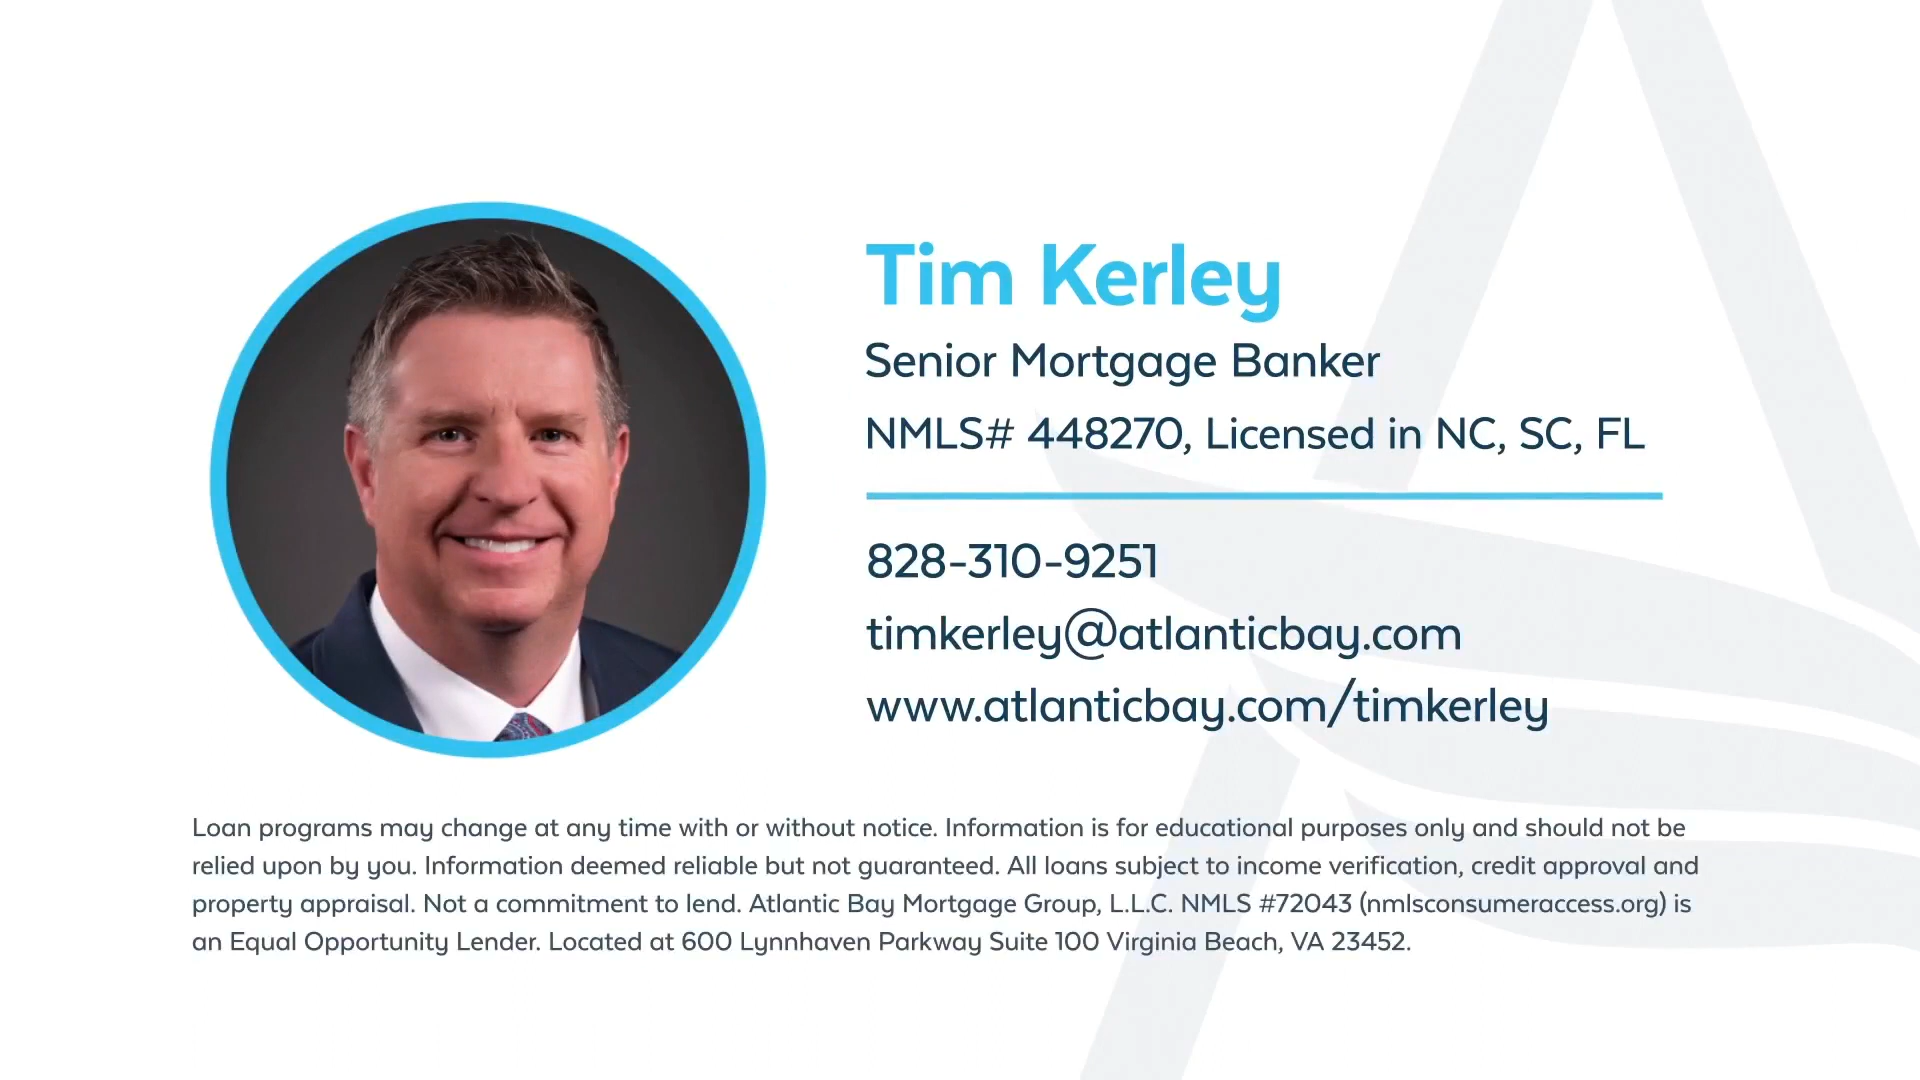 Tim Kerley
Senior Mortgage Banker
NMLS# 448270, Licensed in NC, SC, FL
828-310-9251
timkerley@atlanticbay.com
www.atlanticbay.com/timkerley
Loan programs may change at any time with or without notice. Information is for educational purposes only and should not be
relied upon by you. Information deemed reliable but not guaranteed. All loans subject to income verification, credit approval and
property appraisal. Not a commitment to lend. Atlantic Bay Mortgage Group, L.L.C. NMLS #72043 (nmlsconsumeraccess.org) is
an Equal Opportunity Lender. Located at 600 Lynnhaven Parkway Suite 100 Virginia Beach, VA 23452.